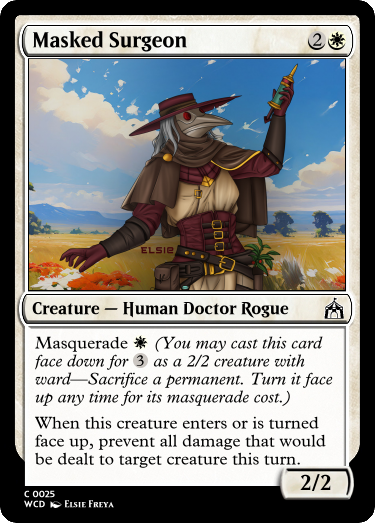 Masked Surgeon 2
ELSIE
Creature — Human Doctor Rogue
Masquerade (You may cast this card
face down for 3 as a 2/2 creature with
ward—Sacrifice a permanent. Turn it face
up any time for its masquerade cost.)
When this creature enters or is turned
face up, prevent all damage that would
be dealt to target creature this turn.
2/2
C 0025
WCD Elsie Freya